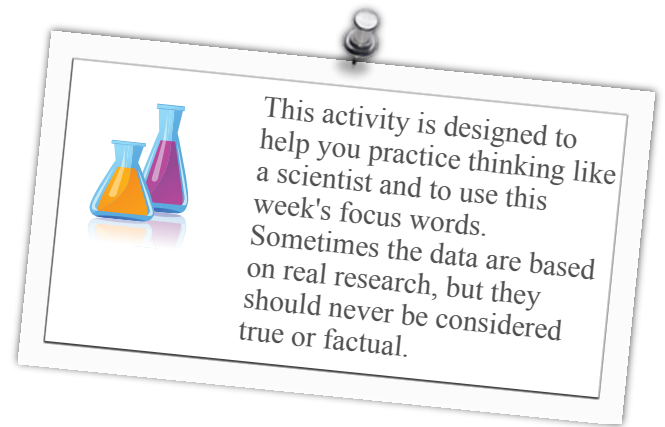 This activity is designed to
help you practice thinking like
a scientist and to use this
week's focus words.
Sometimes the data are based
on real research, but they
should never be considered
true or factual.